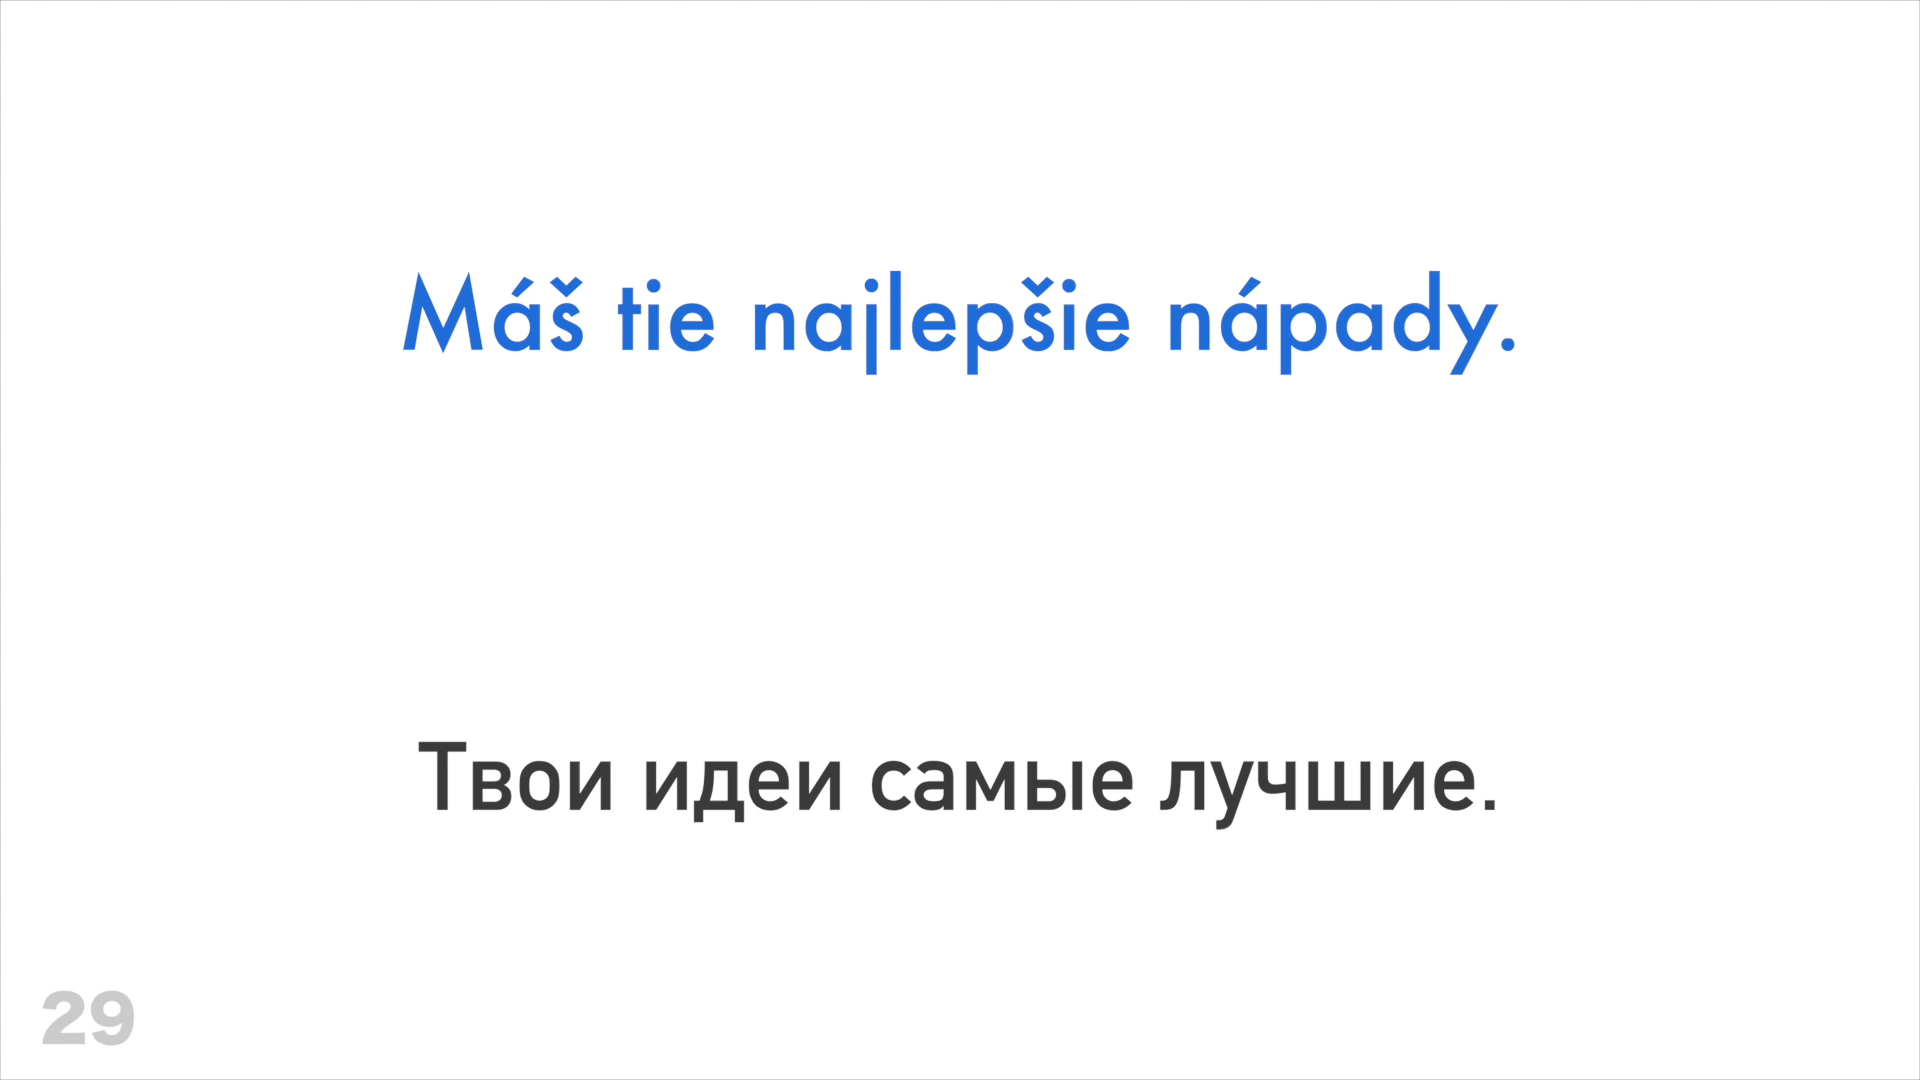 Máš tie najlepšie nápady.
Твои идеи самые лучшие.
29